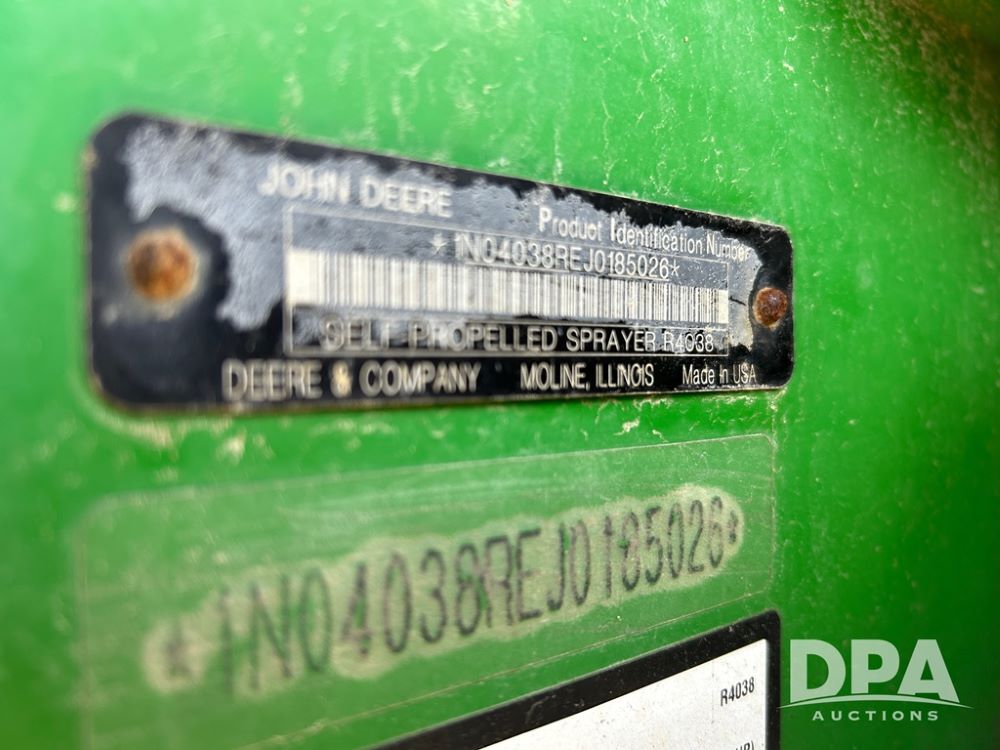 JOHN DEERE
Product Identification Number
*1N04038REJ0185026*
SELF PROPELLED SPRAYER R4038
DEERE & COMPANY MOLINE, ILLINOIS Made in USA
*1N04038REJ0185026*
R4038
DPA
AUCTIONS